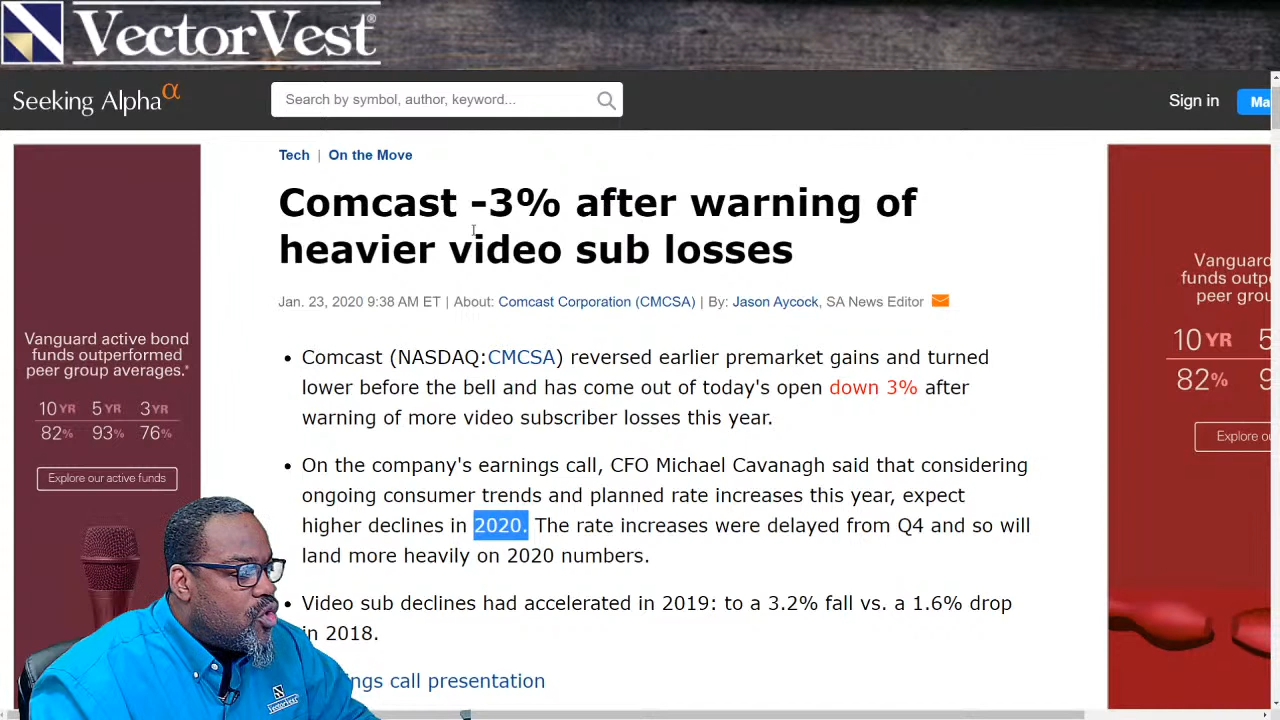 VectorVest®
Seeking Alpha α
Search by symbol, author, keyword...
Sign in
Ma
Tech | On the Move
Comcast -3% after warning of
heavier video sub losses
Jan. 23, 2020 9:38 AM ET | About: Comcast Corporation (CMCSA) | By: Jason Aycock, SA News Editor
• Comcast (NASDAQ:CMCSA) reversed earlier premarket gains and turned
lower before the bell and has come out of today's open down 3% after
warning of more video subscriber losses this year.
• On the company's earnings call, CFO Michael Cavanagh said that considering
ongoing consumer trends and planned rate increases this year, expect
higher declines in 2020. The rate increases were delayed from Q4 and so will
land more heavily on 2020 numbers.
• Video sub declines had accelerated in 2019: to a 3.2% fall vs. a 1.6% drop
in 2018.
ngs call presentation
Vanguard active bond
funds outperformed
peer group averages.*
10 YR 5 YR 3 YR
82% 93% 76%
Explore our active funds
Vanguard
funds outp
peer grou
10 YR 5
82% 9
Explore o
VectorVest